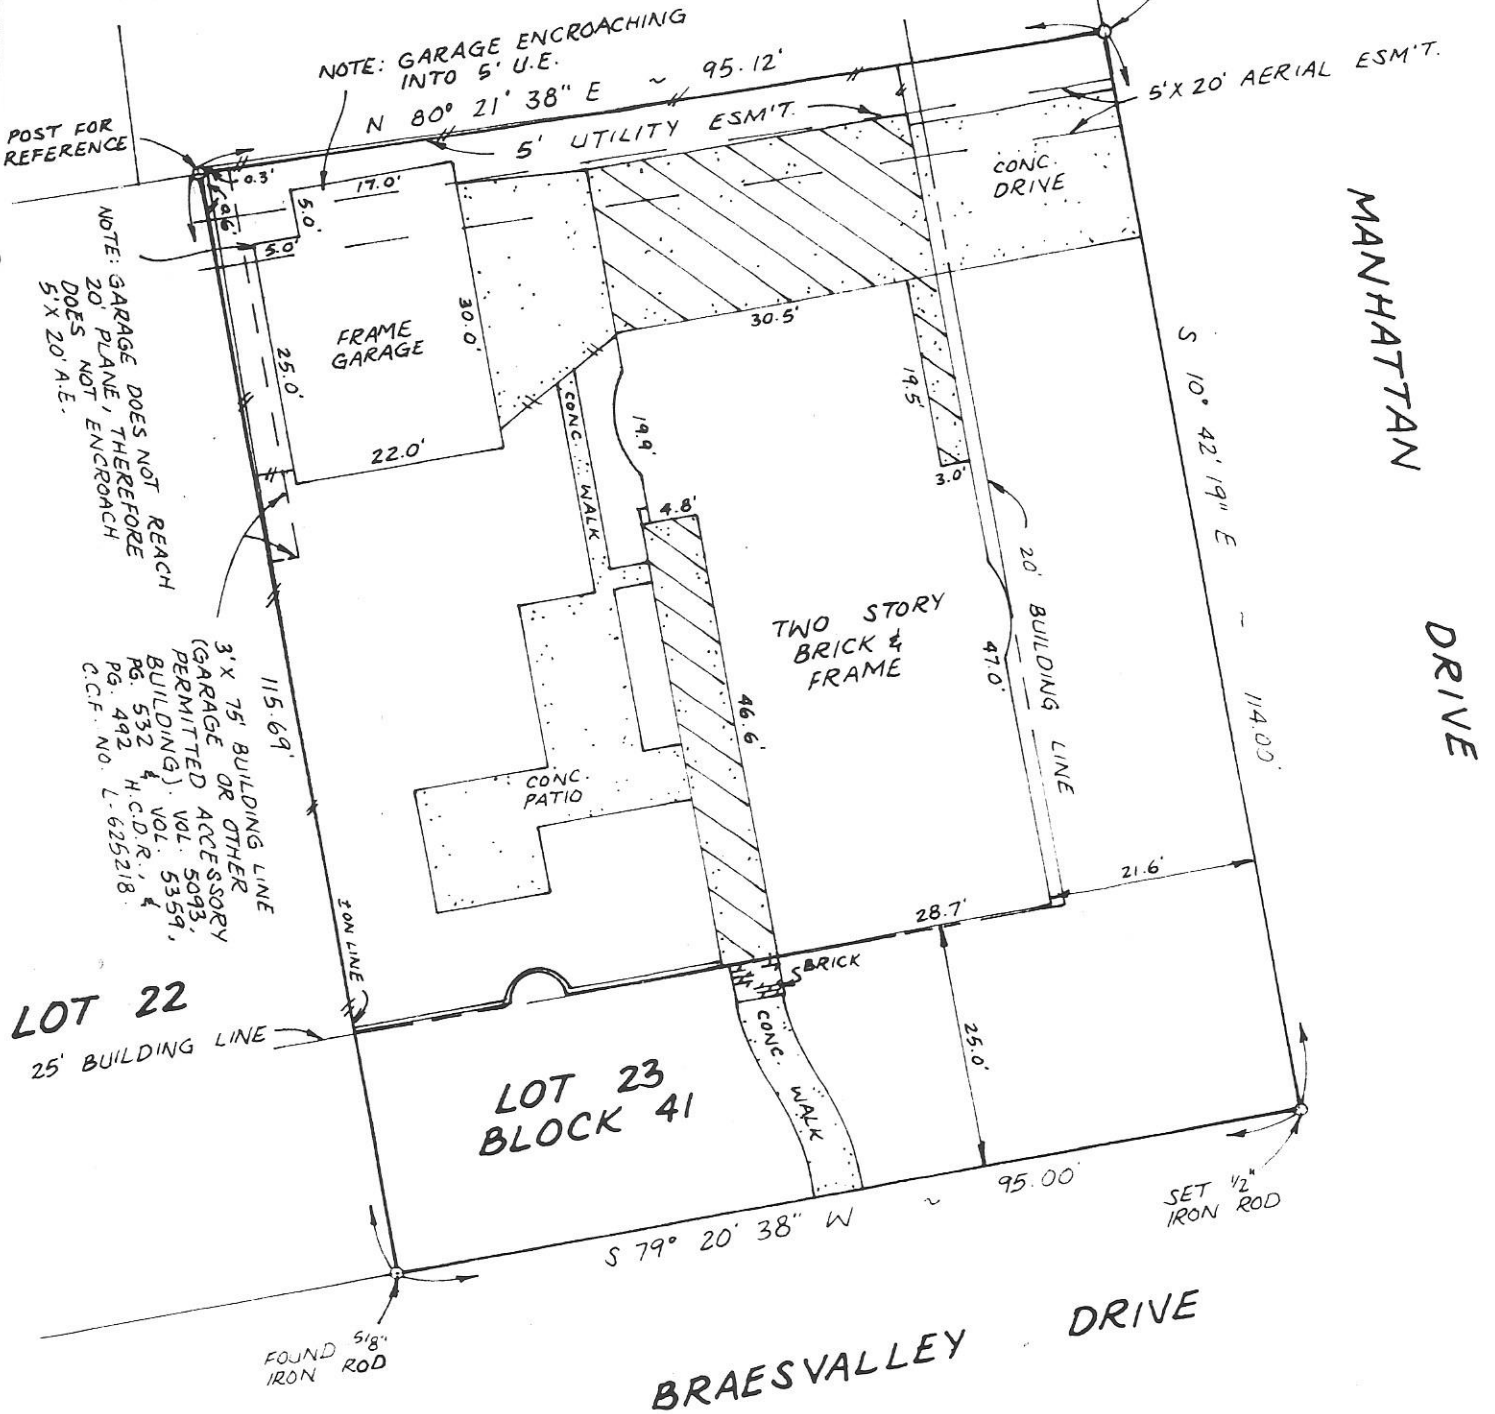 NOTE: GARAGE ENCROACHING
INTO 5' U.E.
N 80° 21' 38" E ~ 95.12'
5' UTILITY ESM'T.
5'X 20' AERIAL ESM'T.
POST FOR
REFERENCE
0.3'
0.6'
17.0'
5.0'
5.0'
CONC.
DRIVE
NOTE: GARAGE DOES NOT REACH
20' PLANE, THEREFORE
DOES NOT ENCROACH
5'X 20' A.E.
FRAME
GARAGE
30.0'
25.0'
22.0'
30.5'
19.5'
3.0'
CONC. WALK
19.9'
4.8'
MANHATTAN DRIVE
S 10° 42' 19" E ~ 114.00'
20' BUILDING LINE
TWO STORY
BRICK &
FRAME
47.0'
46.6'
3' X 75' BUILDING LINE
(GARAGE OR OTHER
PERMITTED ACCESSORY
BUILDING). VOL. 5093,
PG. 532 & VOL. 5359,
PG. 492 H.C.D.R., &
C.C.F. NO. L-625218.
115.69'
CONC.
PATIO
21.6'
28.7'
ON LINE
BRICK
LOT 22
25' BUILDING LINE
CONC. WALK
25.0'
LOT 23
BLOCK 41
S 79° 20' 38" W ~ 95.00'
SET 1/2"
IRON ROD
FOUND 5/8"
IRON ROD
BRAESVALLEY DRIVE